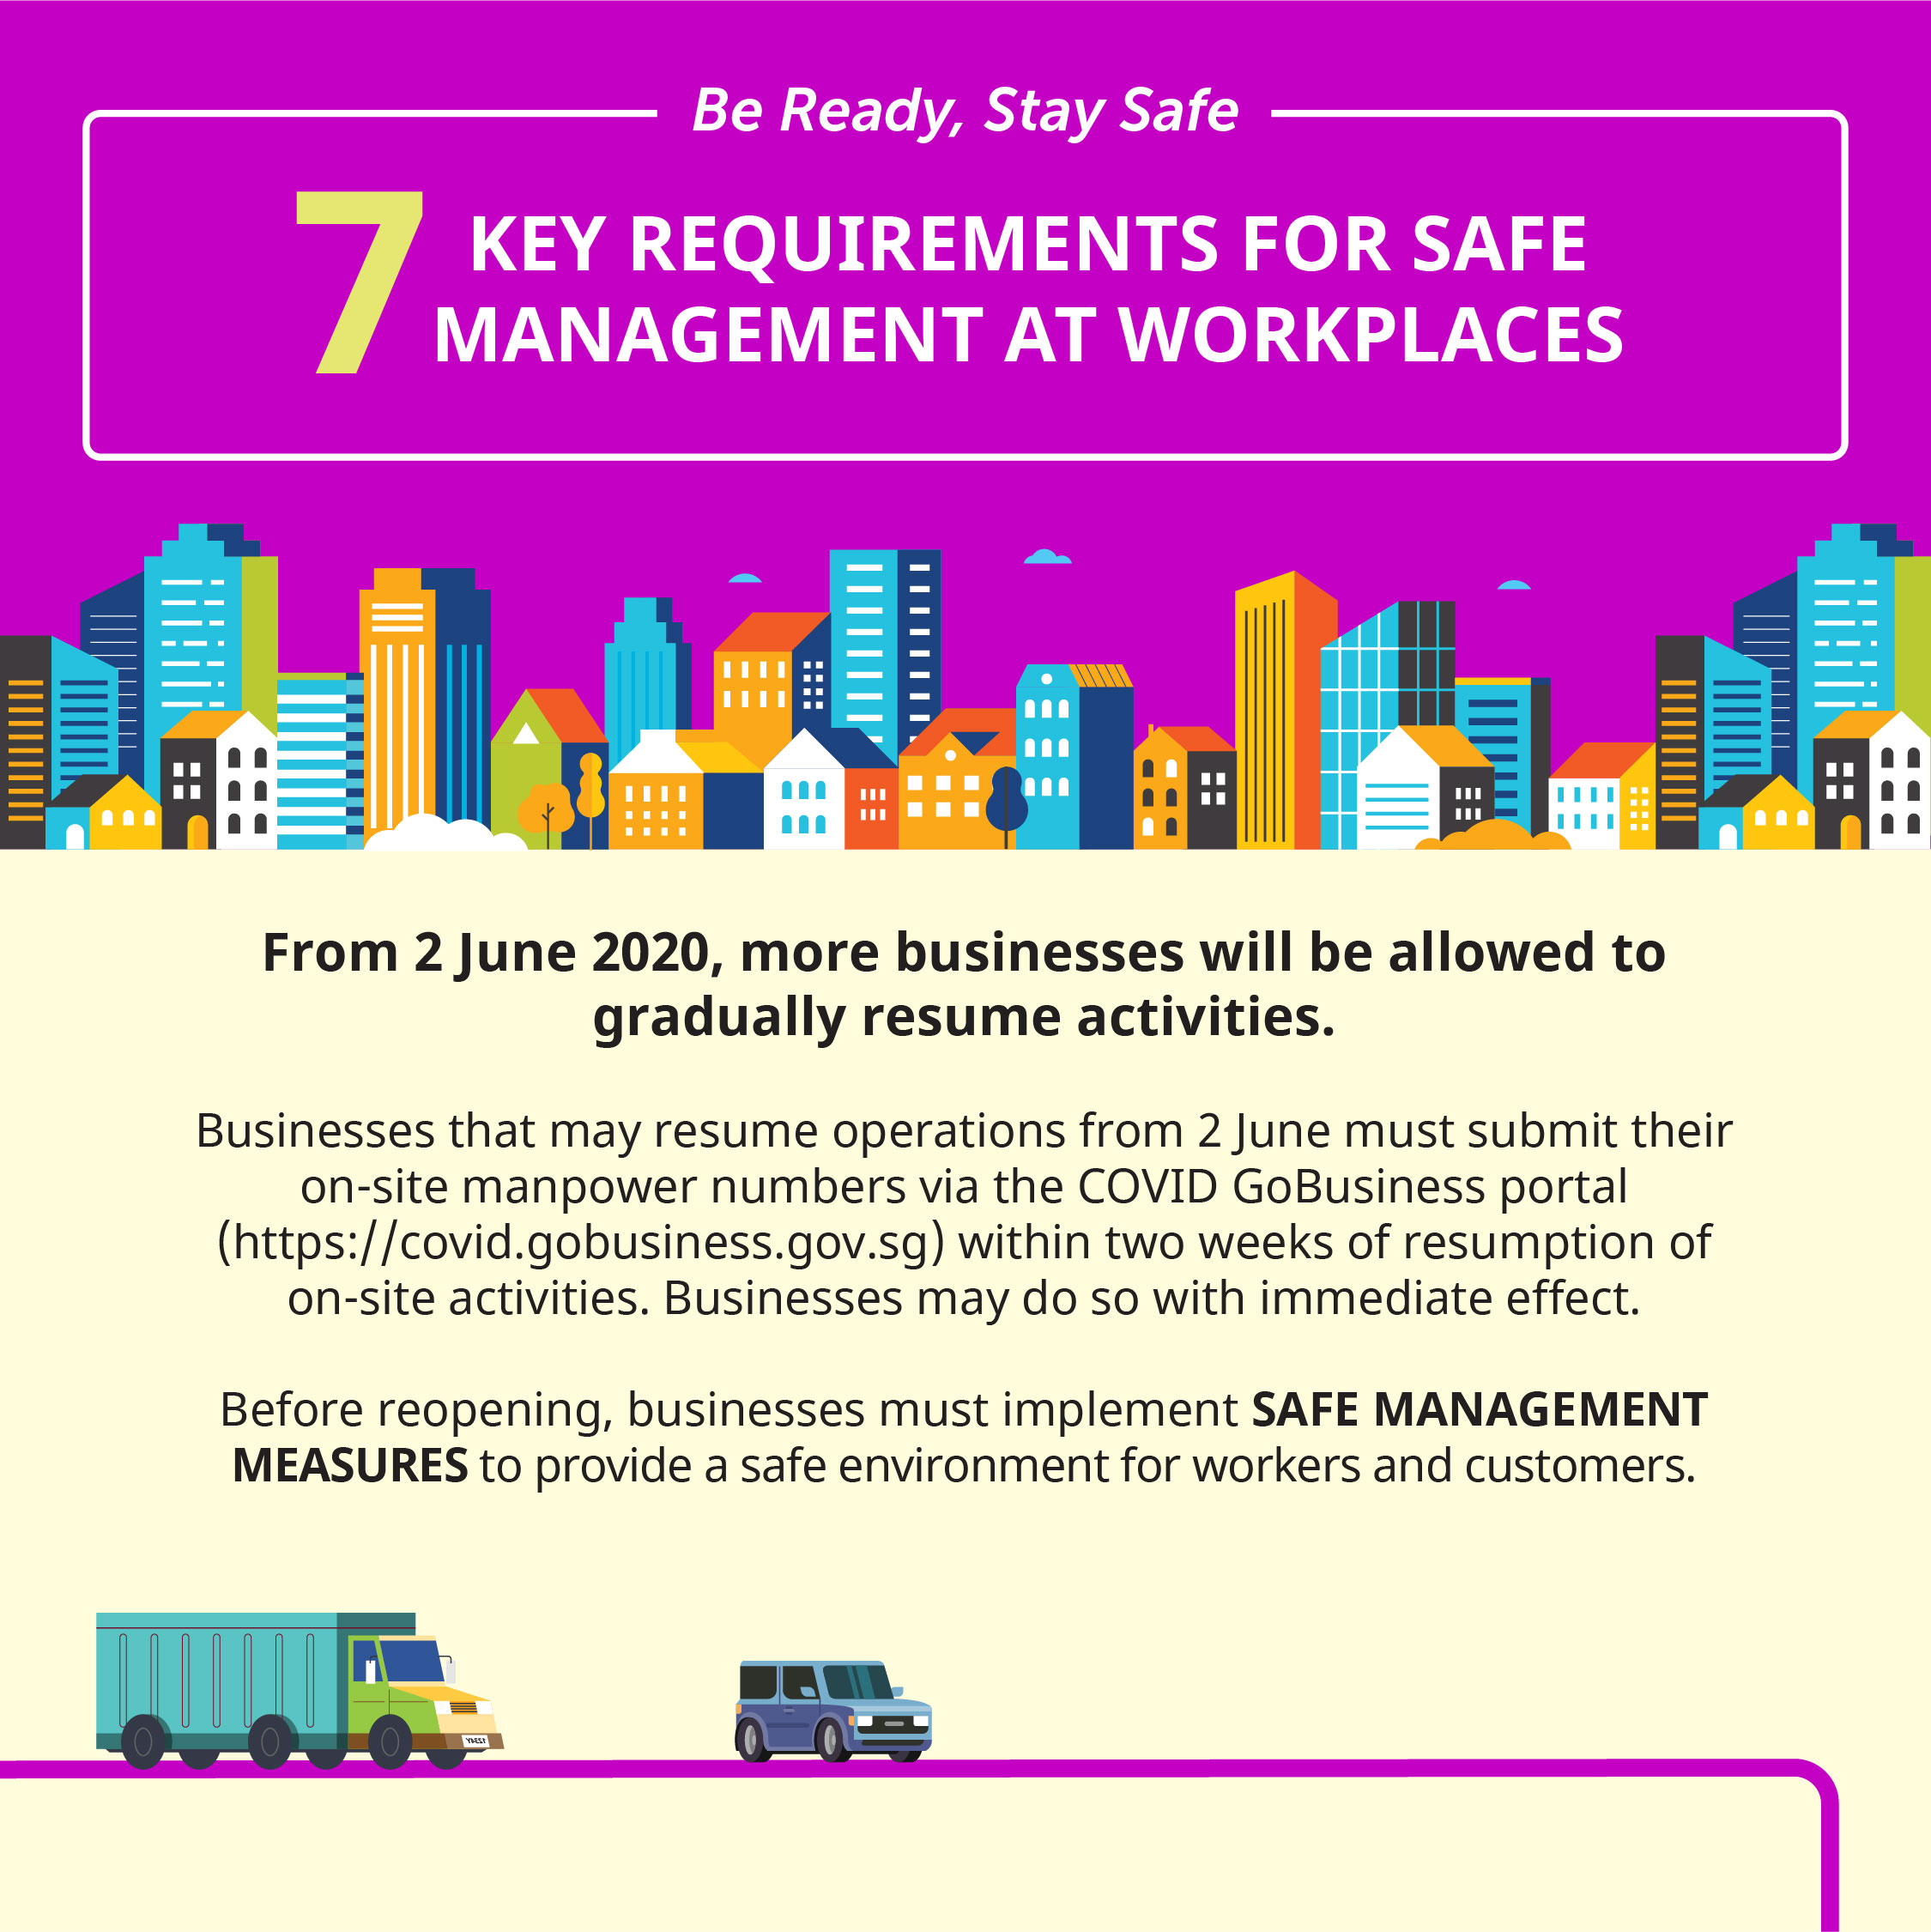 Be Ready, Stay Safe
7 KEY REQUIREMENTS FOR SAFE
MANAGEMENT AT WORKPLACES
From 2 June 2020, more businesses will be allowed to
gradually resume activities.
Businesses that may resume operations from 2 June must submit their
on-site manpower numbers via the COVID GoBusiness portal
(https://covid.gobusiness.gov.sg) within two weeks of resumption of
on-site activities. Businesses may do so with immediate effect.
Before reopening, businesses must implement SAFE MANAGEMENT
MEASURES to provide a safe environment for workers and customers.